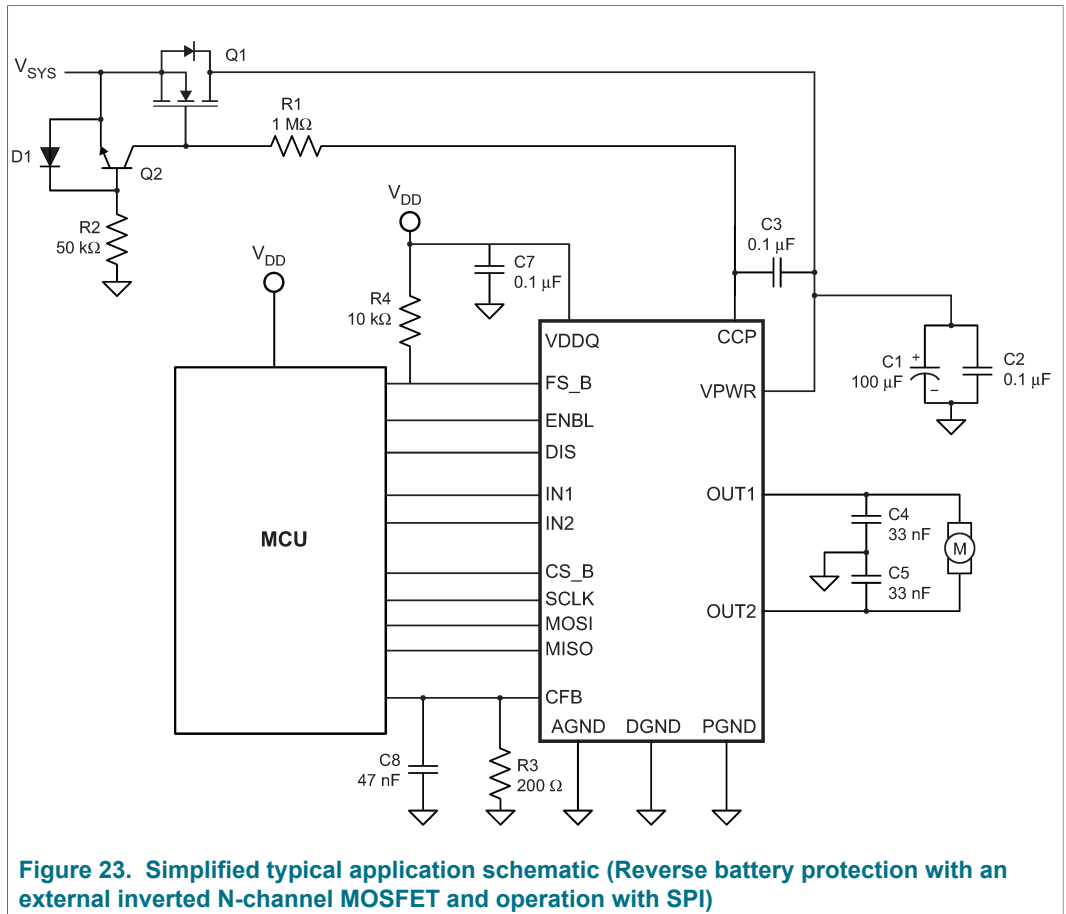 VSYS
Q1
R1
1 MΩ
D1
Q2
R2
50 kΩ
VDD
VDD
C7
0.1 µF
R4
10 kΩ
C3
0.1 µF
C1
100 µF
+
−
C2
0.1 µF
MCU
VDDQ
CCP
FS_B
VPWR
ENBL
DIS
IN1
OUT1
IN2
CS_B
SCLK
OUT2
MOSI
MISO
CFB
AGND DGND PGND
C4
33 nF
M
C5
33 nF
C8
47 nF
R3
200 Ω
Figure 23. Simplified typical application schematic (Reverse battery protection with an
external inverted N-channel MOSFET and operation with SPI)